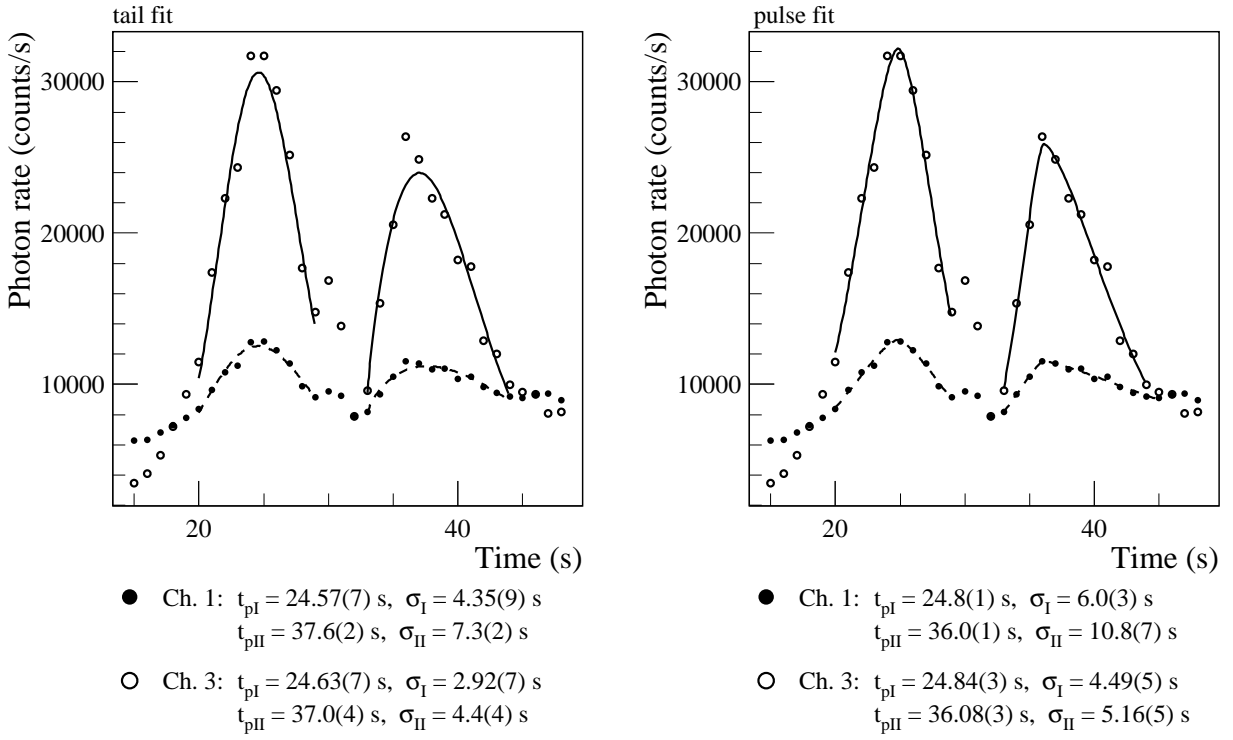 tail fit
Photon rate (counts/s)
30000
20000
10000
20
40
Time (s)
Ch. 1: t_pI = 24.57(7) s, σ_I = 4.35(9) s
t_pII = 37.6(2) s, σ_II = 7.3(2) s
Ch. 3: t_pI = 24.63(7) s, σ_I = 2.92(7) s
t_pII = 37.0(4) s, σ_II = 4.4(4) s
pulse fit
Photon rate (counts/s)
30000
20000
10000
20
40
Time (s)
Ch. 1: t_pI = 24.8(1) s, σ_I = 6.0(3) s
t_pII = 36.0(1) s, σ_II = 10.8(7) s
Ch. 3: t_pI = 24.84(3) s, σ_I = 4.49(5) s
t_pII = 36.08(3) s, σ_II = 5.16(5) s